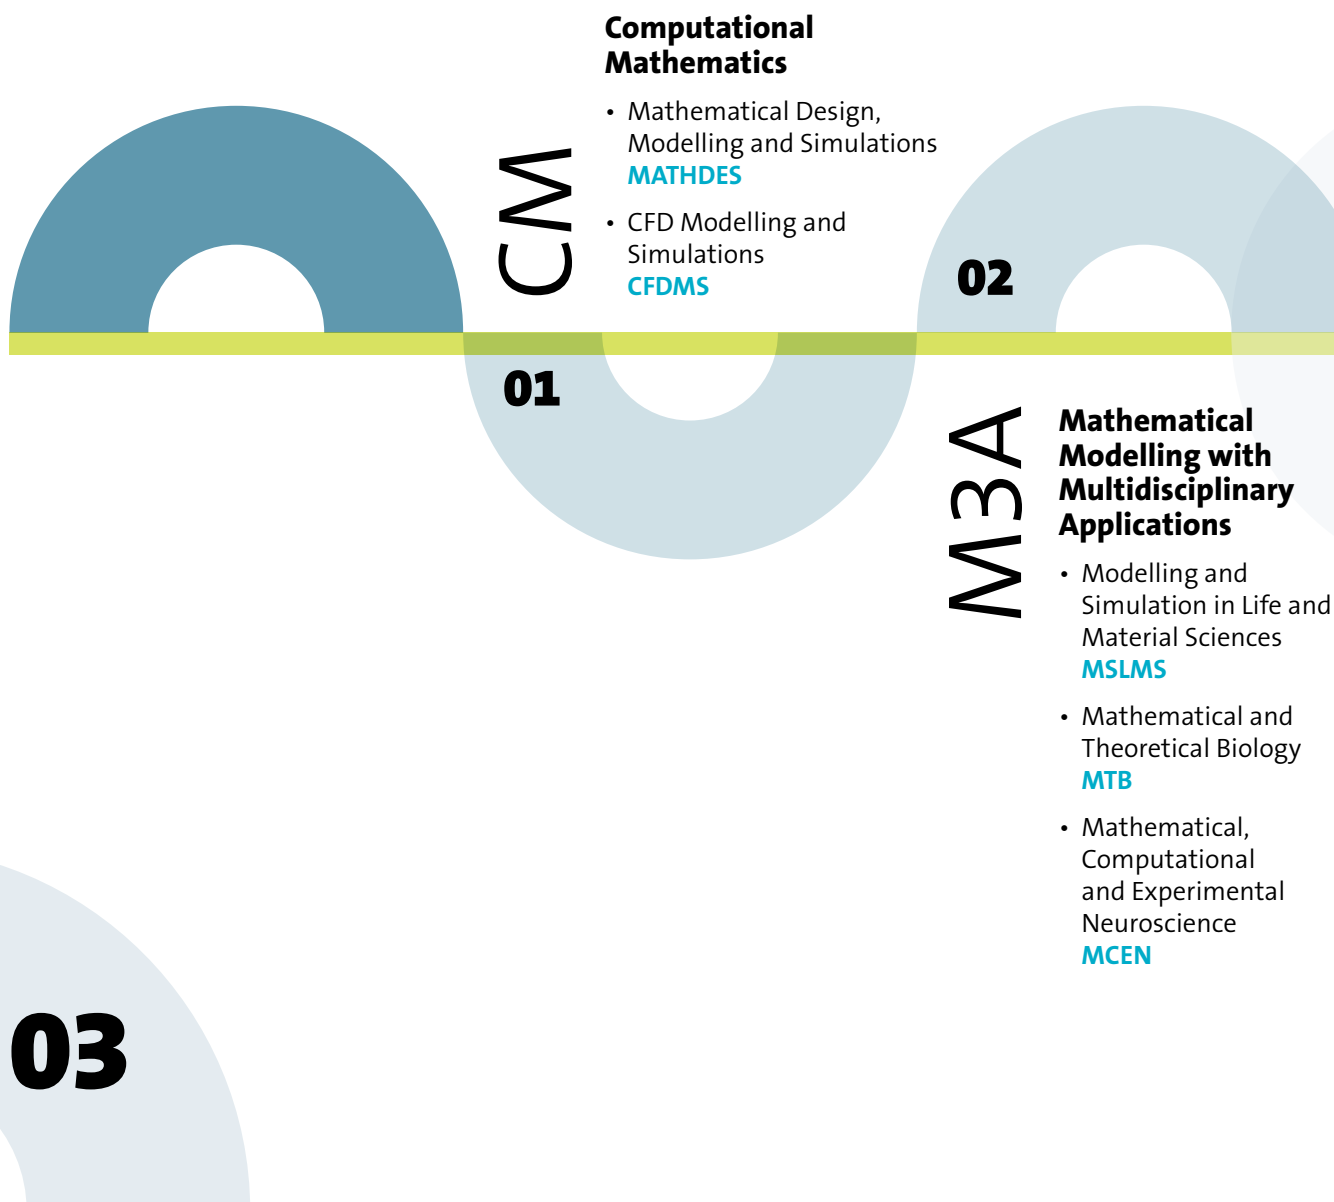 Computational
Mathematics
• Mathematical Design,
Modelling and Simulations
MATHDES
• CFD Modelling and
Simulations
CFDMS
CM
01
02
M3A
Mathematical
Modelling with
Multidisciplinary
Applications
• Modelling and
Simulation in Life and
Material Sciences
MSLMS
• Mathematical and
Theoretical Biology
MTB
• Mathematical,
Computational
and Experimental
Neuroscience
MCEN
03